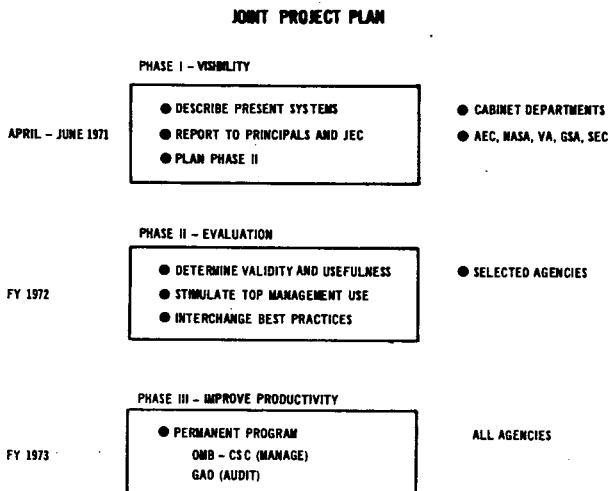 JOINT PROJECT PLAN
PHASE I – VISIBILITY
APRIL – JUNE 1971
● DESCRIBE PRESENT SYSTEMS
● REPORT TO PRINCIPALS AND JEC
● PLAN PHASE II
● CABINET DEPARTMENTS
● AEC, NASA, VA, GSA, SEC
PHASE II – EVALUATION
FY 1972
● DETERMINE VALIDITY AND USEFULNESS
● STIMULATE TOP MANAGEMENT USE
● INTERCHANGE BEST PRACTICES
● SELECTED AGENCIES
PHASE III – IMPROVE PRODUCTIVITY
FY 1973
● PERMANENT PROGRAM
OMB – CSC (MANAGE)
GAO (AUDIT)
ALL AGENCIES